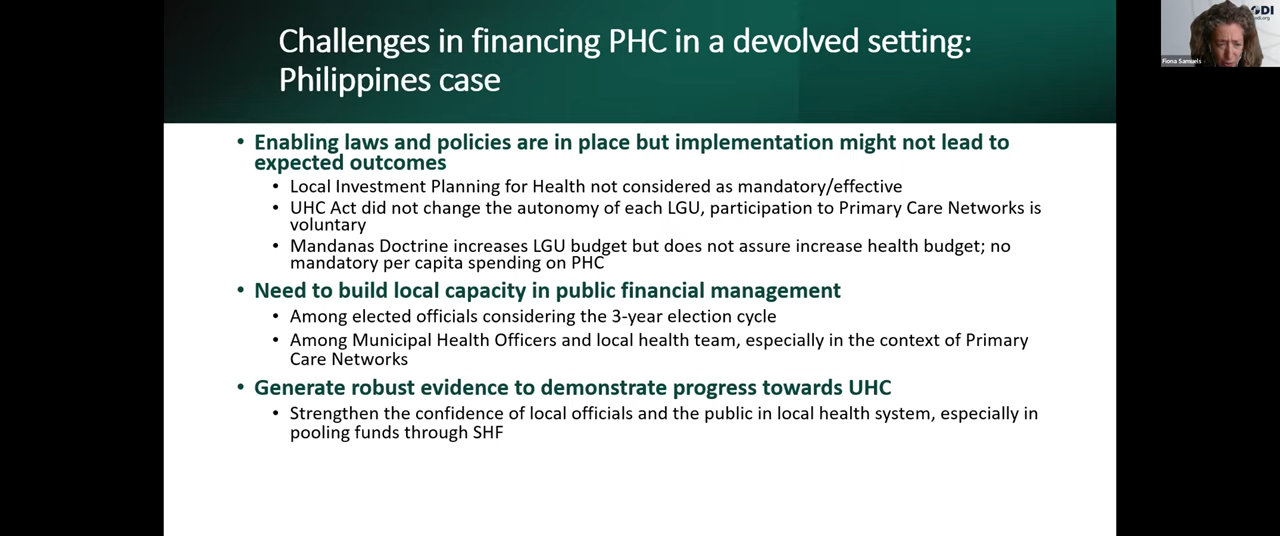 Challenges in financing PHC in a devolved setting:
Philippines case
• Enabling laws and policies are in place but implementation might not lead to
expected outcomes
• Local Investment Planning for Health not considered as mandatory/effective
• UHC Act did not change the autonomy of each LGU, participation to Primary Care Networks is
voluntary
• Mandanas Doctrine increases LGU budget but does not assure increase health budget; no
mandatory per capita spending on PHC
• Need to build local capacity in public financial management
• Among elected officials considering the 3-year election cycle
• Among Municipal Health Officers and local health team, especially in the context of Primary
Care Networks
• Generate robust evidence to demonstrate progress towards UHC
• Strengthen the confidence of local officials and the public in local health system, especially in
pooling funds through SHF
ODI
Fiona Samuels